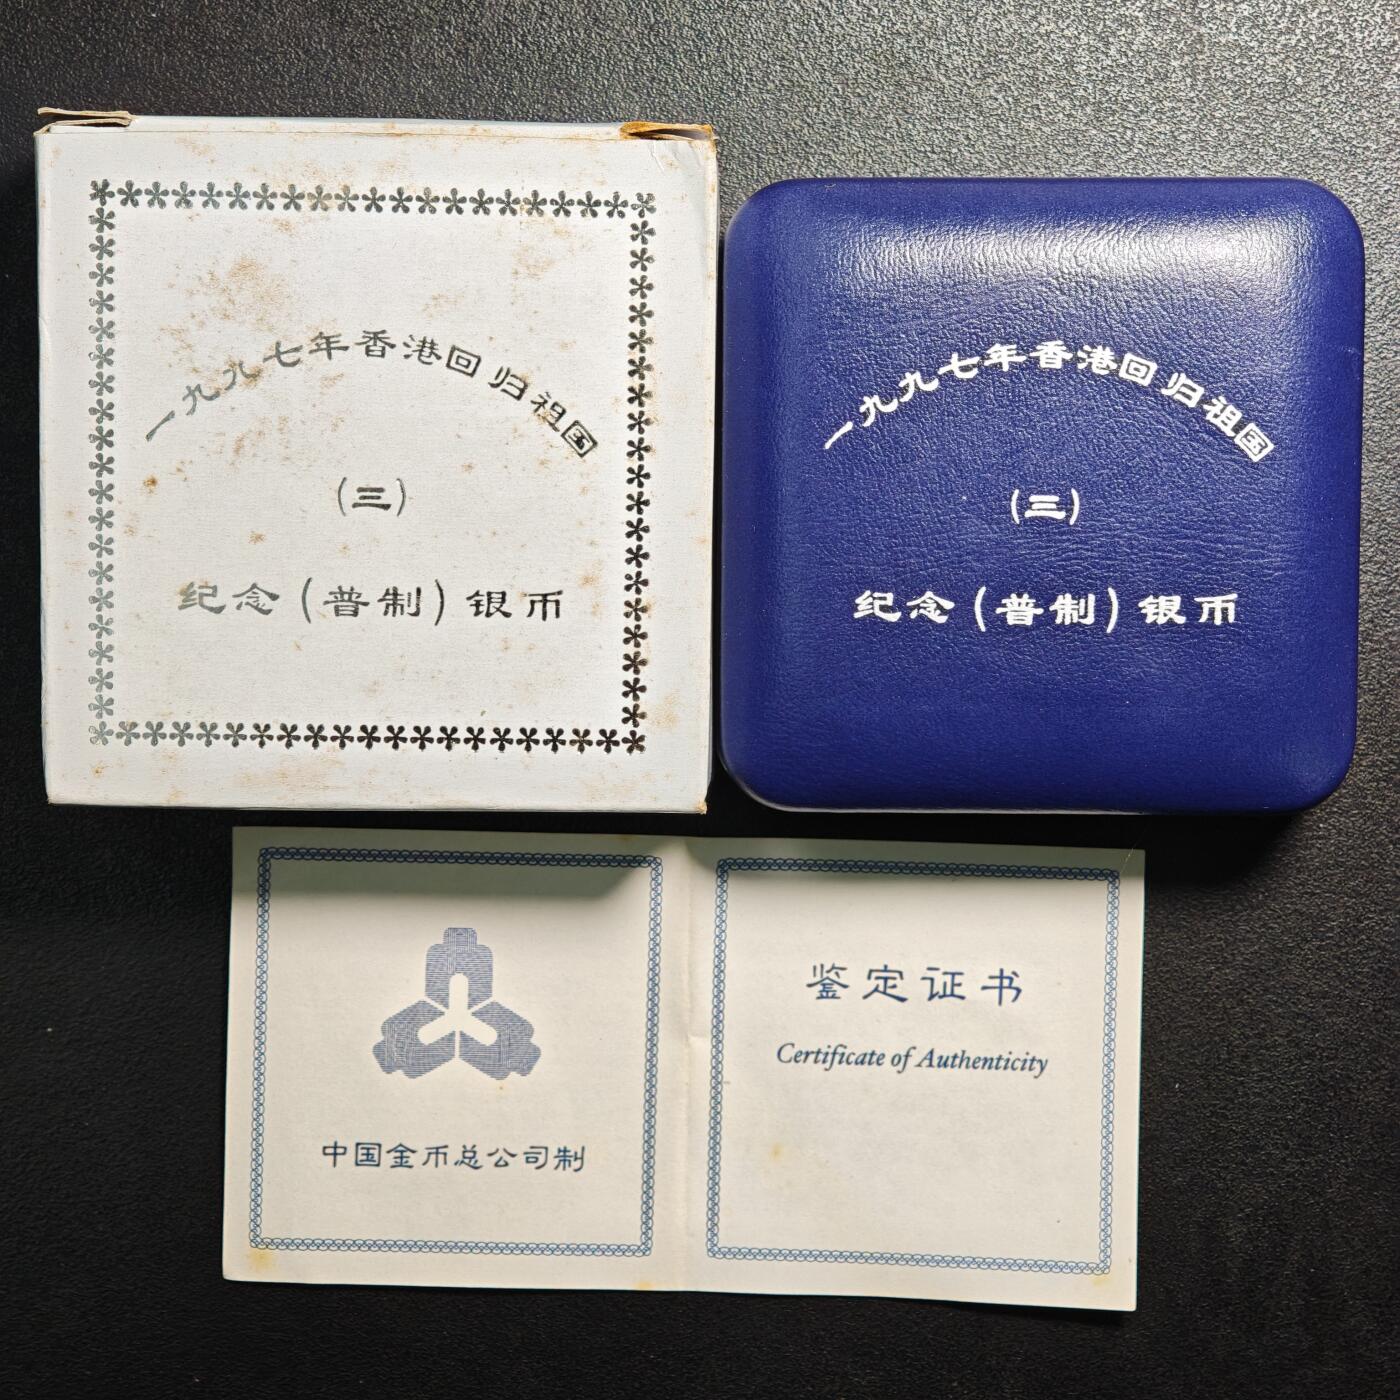 一九九七年香港回归祖国
(三)
纪念(普制)银币
一九九七年香港回归祖国
(三)
纪念(普制)银币
中国金币总公司制
鉴定证书
Certificate of Authenticity